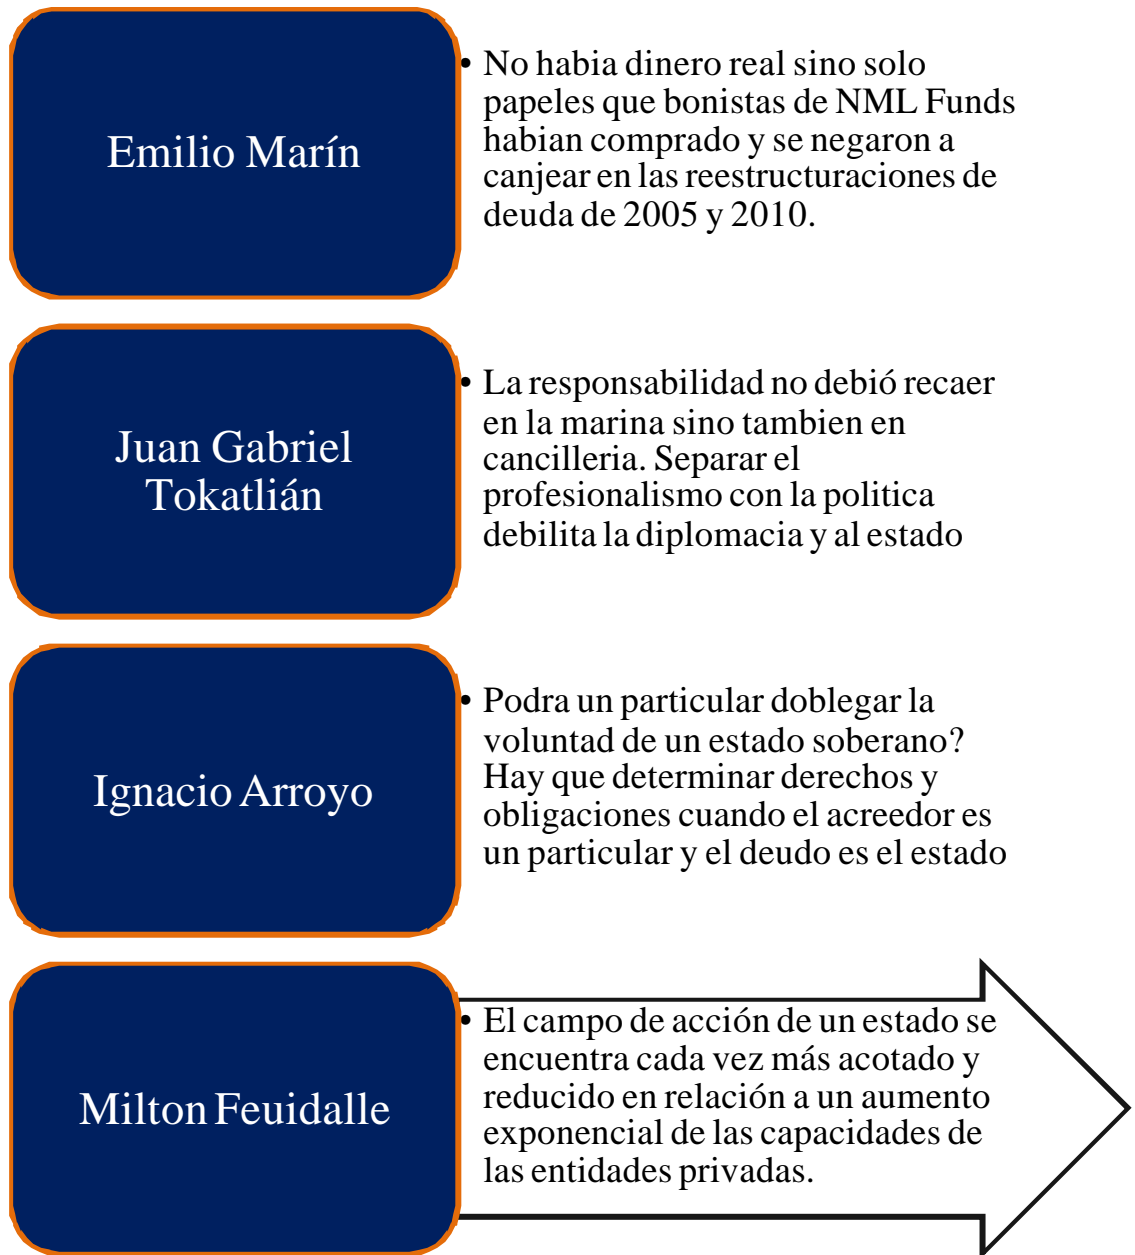 Emilio Marín
• No habia dinero real sino solo
papeles que bonistas de NML Funds
habian comprado y se negaron a
canjear en las reestructuraciones de
deuda de 2005 y 2010.
Juan Gabriel
Tokatlián
• La responsabilidad no debió recaer
en la marina sino tambien en
cancilleria. Separar el
profesionalismo con la politica
debilita la diplomacia y al estado
Ignacio Arroyo
• Podra un particular doblegar la
voluntad de un estado soberano?
Hay que determinar derechos y
obligaciones cuando el acreedor es
un particular y el deudo es el estado
Milton Feuidalle
• El campo de acción de un estado se
encuentra cada vez más acotado y
reducido en relación a un aumento
exponencial de las capacidades de
las entidades privadas.